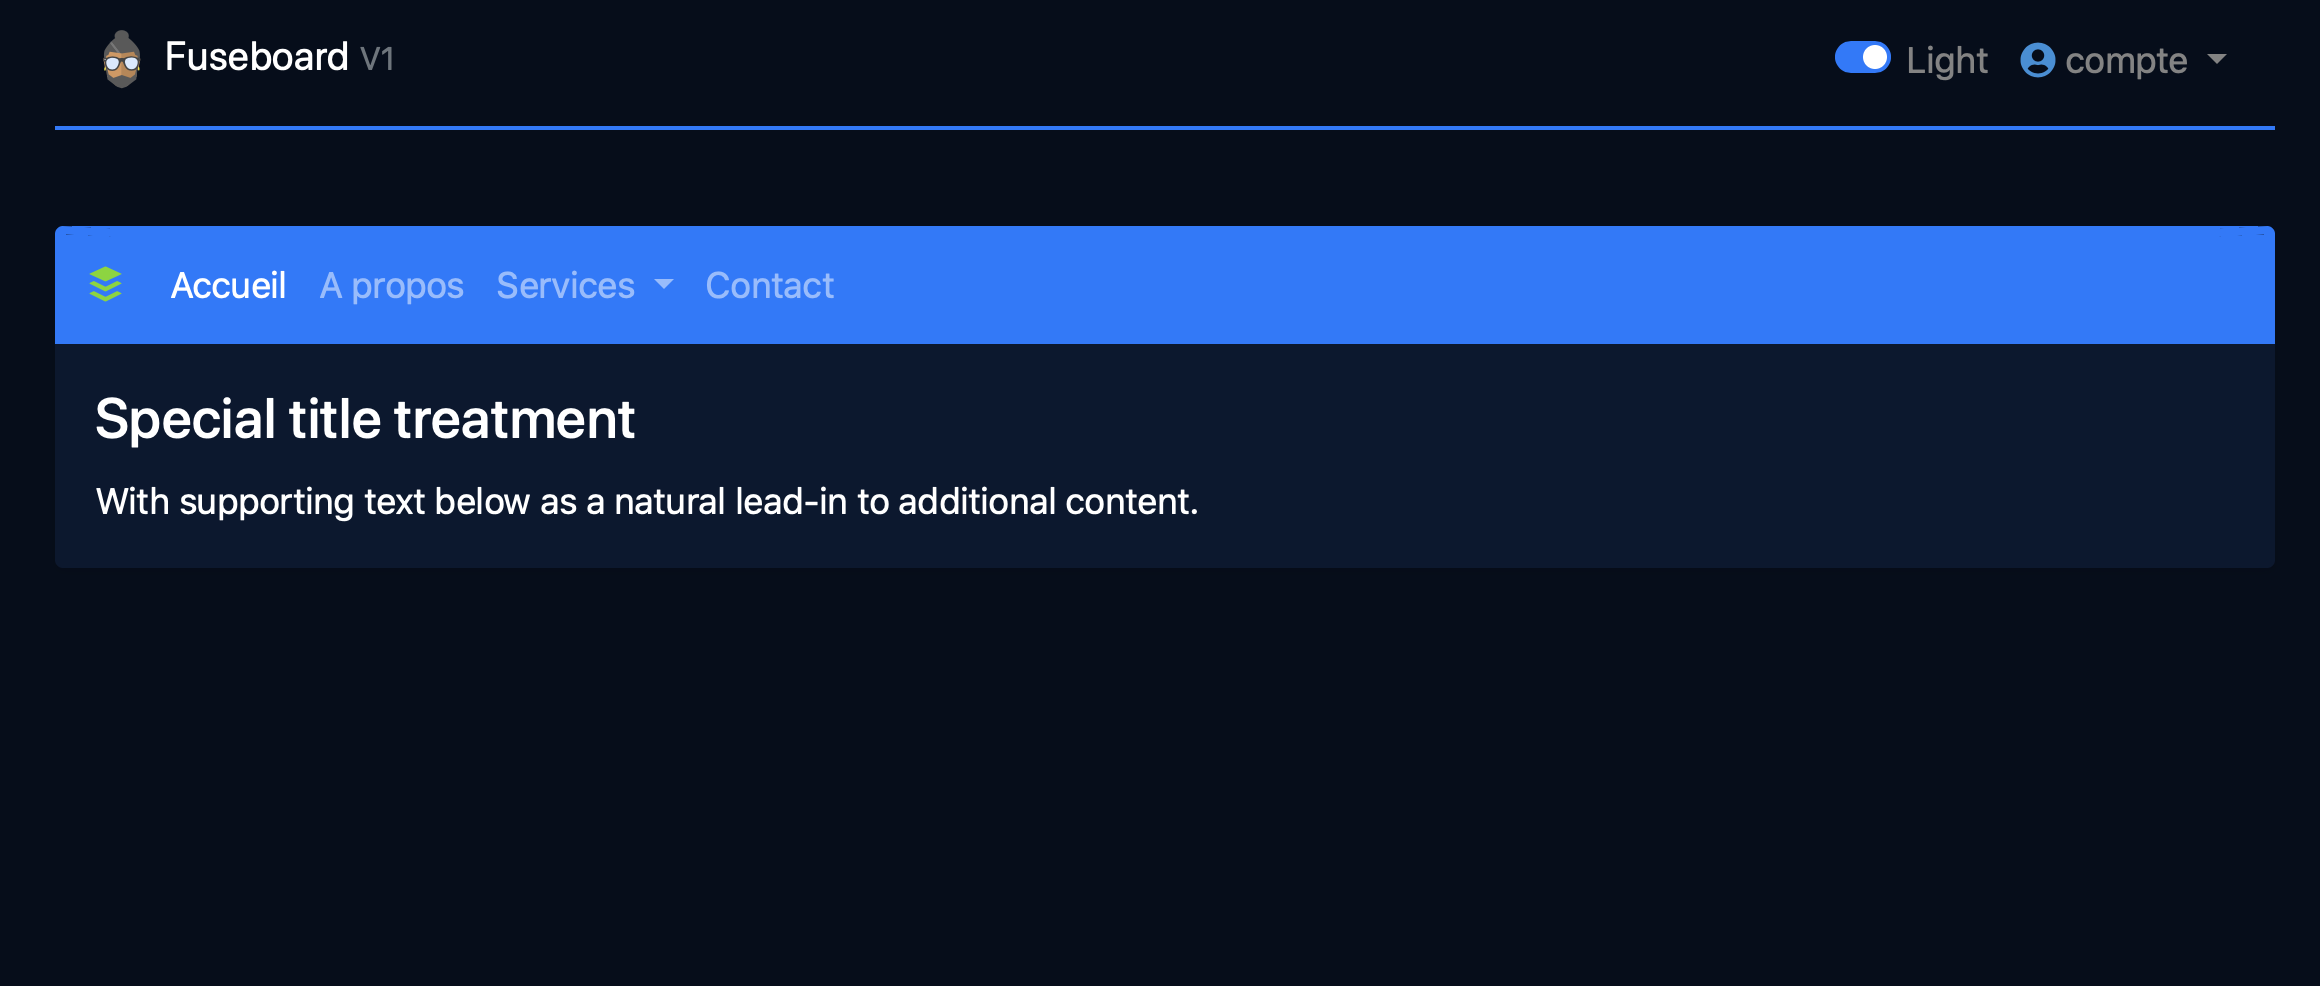 Fuseboard V1
Light compte
Accueil A propos Services Contact
Special title treatment
With supporting text below as a natural lead-in to additional content.